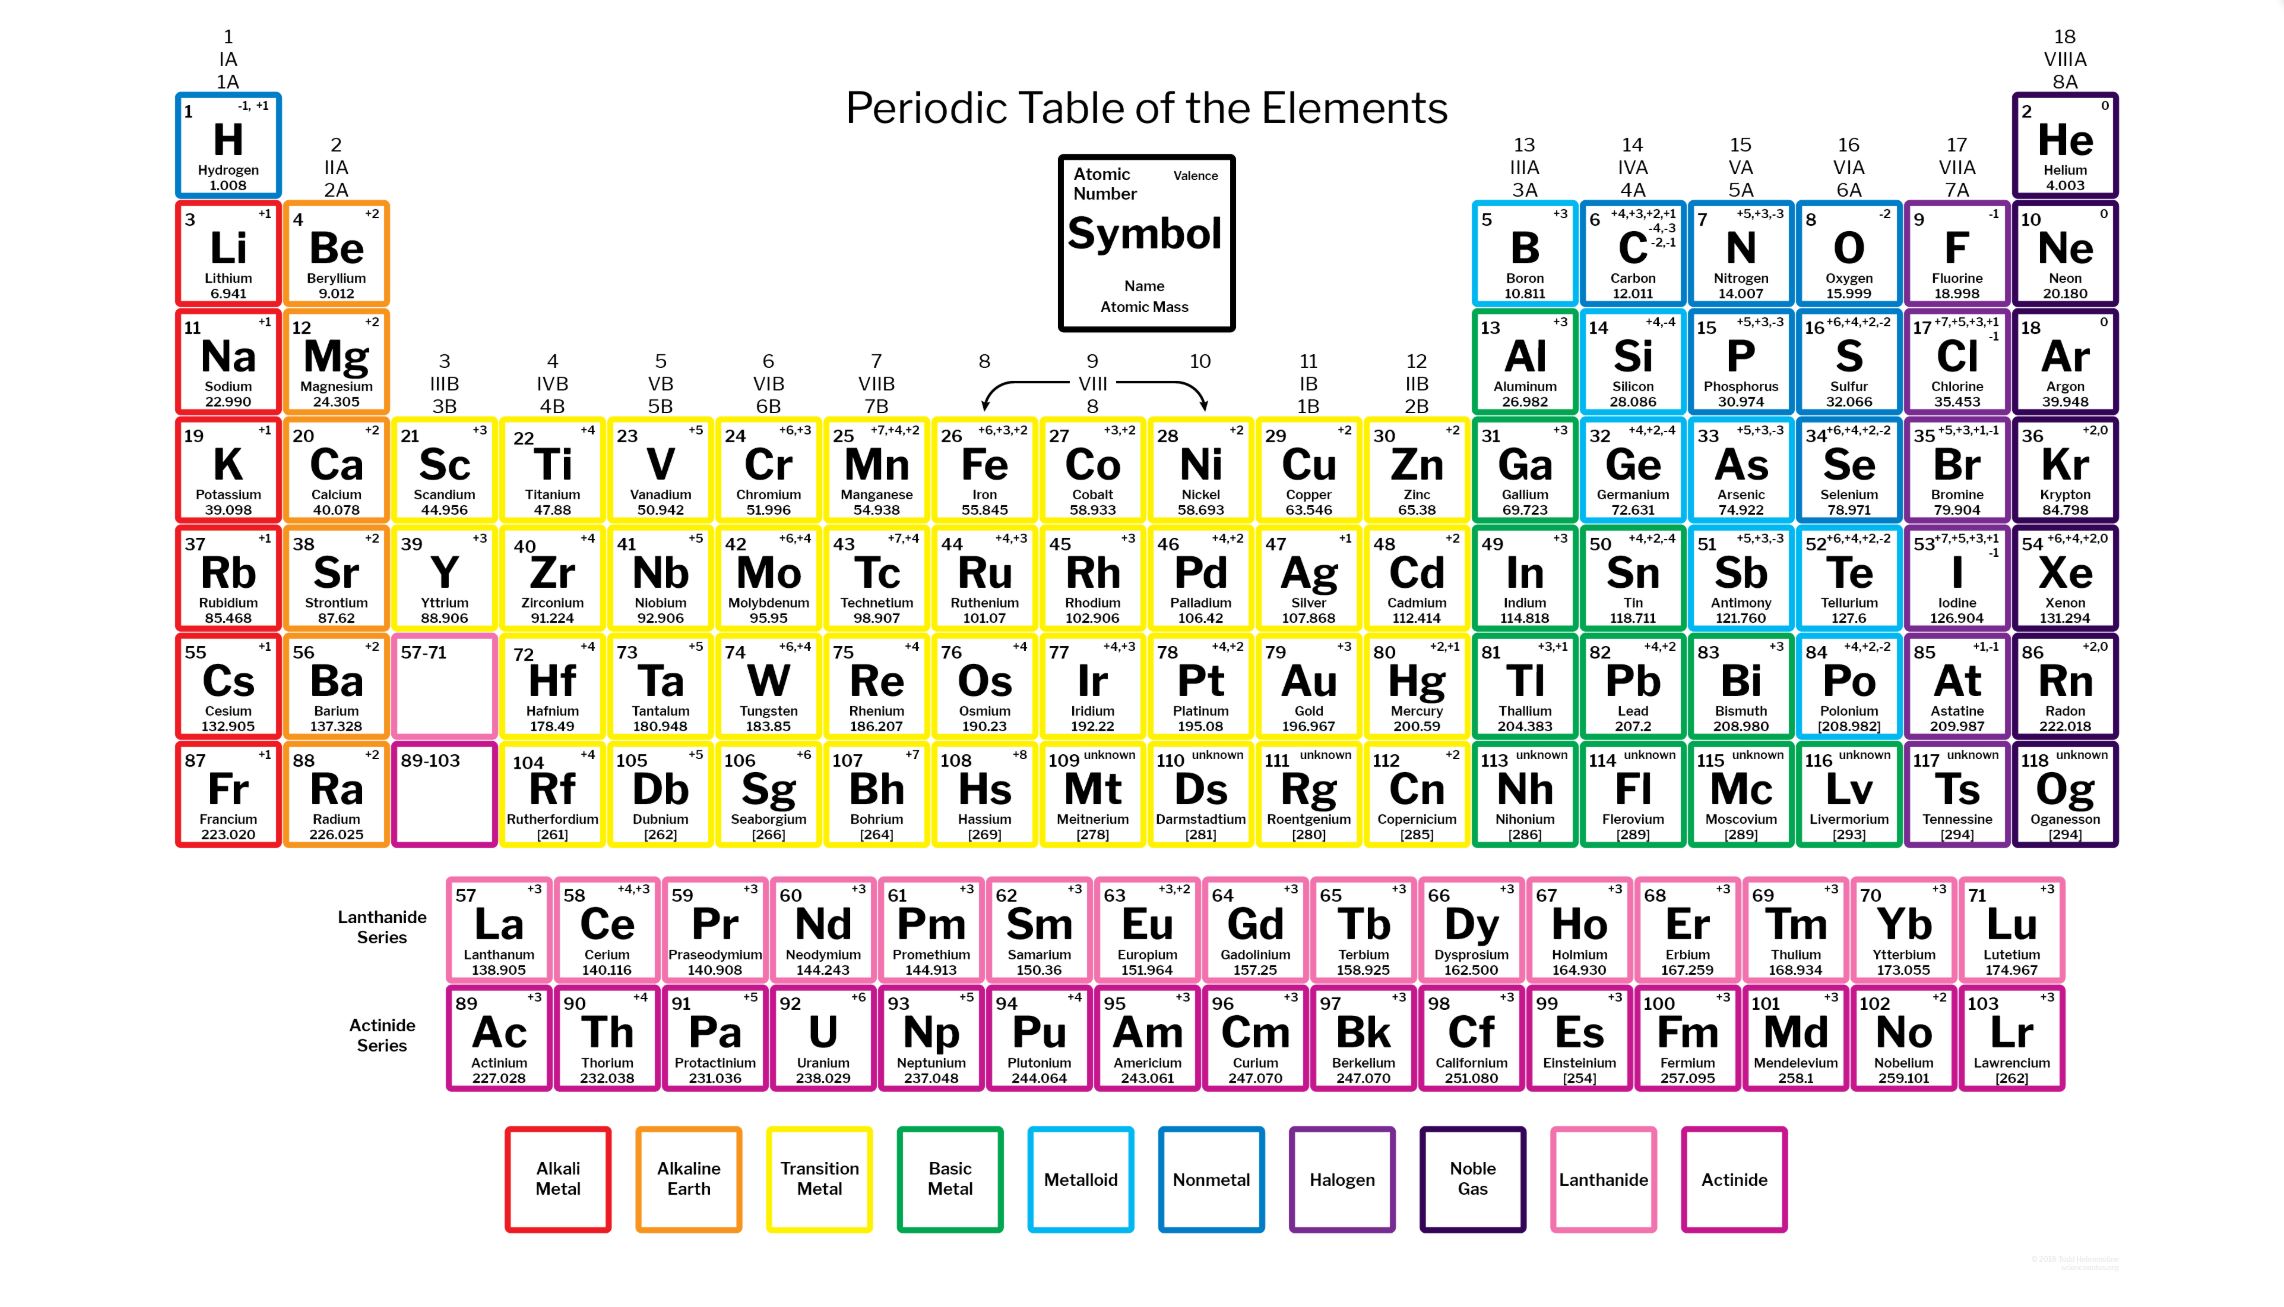 1
IA
1A
18
VIIIA
8A
Periodic Table of the Elements
1 -1, +1
H
Hydrogen
1.008
2 0
He
Helium
4.003
2
IIA
2A
13
IIIA
3A
14
IVA
4A
15
VA
5A
16
VIA
6A
17
VIIA
7A
Atomic Number Valence
Symbol
Name
Atomic Mass
3 +1
Li
Lithium
6.941
4 +2
Be
Beryllium
9.012
5 +3
B
Boron
10.811
6 +4,+3,+2,+1
-4,-3
-2,-1
C
Carbon
12.011
7 +5,+3,-3
N
Nitrogen
14.007
8 -2
O
Oxygen
15.999
9 -1
F
Fluorine
18.998
10 0
Ne
Neon
20.180
11 +1
Na
Sodium
22.990
12 +2
Mg
Magnesium
24.305
13 +3
Al
Aluminum
26.982
14 +4,-4
Si
Silicon
28.086
15 +5,+3,-3
P
Phosphorus
30.974
16 +6,+4,+2,-2
S
Sulfur
32.066
17 +7,+5,+3,+1
-1
Cl
Chlorine
35.453
18 0
Ar
Argon
39.948
3
IIIB
3B
4
IVB
4B
5
VB
5B
6
VIB
6B
7
VIIB
7B
8
9
VIII
8
10
11
IB
1B
12
IIB
2B
19 +1
K
Potassium
39.098
20 +2
Ca
Calcium
40.078
21 +3
Sc
Scandium
44.956
22 +4
Ti
Titanium
47.88
23 +5
V
Vanadium
50.942
24 +6,+3
Cr
Chromium
51.996
25 +7,+4,+2
Mn
Manganese
54.938
26 +6,+3,+2
Fe
Iron
55.845
27 +3,+2
Co
Cobalt
58.933
28 +2
Ni
Nickel
58.693
29 +2
Cu
Copper
63.546
30 +2
Zn
Zinc
65.38
31 +3
Ga
Gallium
69.723
32 +4,+2,-4
Ge
Germanium
72.631
33 +5,+3,-3
As
Arsenic
74.922
34 +6,+4,+2,-2
Se
Selenium
78.971
35 +5,+3,+1,-1
Br
Bromine
79.904
36 +2,0
Kr
Krypton
84.798
37 +1
Rb
Rubidium
85.468
38 +2
Sr
Strontium
87.62
39 +3
Y
Yttrium
88.906
40 +4
Zr
Zirconium
91.224
41 +5
Nb
Niobium
92.906
42 +6,+4
Mo
Molybdenum
95.95
43 +7,+4
Tc
Technetium
98.907
44 +4,+3
Ru
Ruthenium
101.07
45 +3
Rh
Rhodium
102.906
46 +4,+2
Pd
Palladium
106.42
47 +1
Ag
Silver
107.868
48 +2
Cd
Cadmium
112.414
49 +3
In
Indium
114.818
50 +4,+2,-4
Sn
Tin
118.711
51 +5,+3,-3
Sb
Antimony
121.760
52 +6,+4,+2,-2
Te
Tellurium
127.6
53 +7,+5,+3,+1
-1
I
Iodine
126.904
54 +6,+4,+2,0
Xe
Xenon
131.294
55 +1
Cs
Cesium
132.905
56 +2
Ba
Barium
137.328
57-71
72 +4
Hf
Hafnium
178.49
73 +5
Ta
Tantalum
180.948
74 +6,+4
W
Tungsten
183.85
75 +4
Re
Rhenium
186.207
76 +4
Os
Osmium
190.23
77 +4,+3
Ir
Iridium
192.22
78 +4,+2
Pt
Platinum
195.08
79 +3
Au
Gold
196.967
80 +2,+1
Hg
Mercury
200.59
81 +3,+1
Tl
Thallium
204.383
82 +4,+2
Pb
Lead
207.2
83 +3
Bi
Bismuth
208.980
84 +4,+2,-2
Po
Polonium
[208.982]
85 +1,-1
At
Astatine
209.987
86 +2,0
Rn
Radon
222.018
87 +1
Fr
Francium
223.020
88 +2
Ra
Radium
226.025
89-103
104 +4
Rf
Rutherfordium
[261]
105 +5
Db
Dubnium
[262]
106 +6
Sg
Seaborgium
[266]
107 +7
Bh
Bohrium
[264]
108 +8
Hs
Hassium
[269]
109 unknown
Mt
Meitnerium
[278]
110 unknown
Ds
Darmstadtium
[281]
111 unknown
Rg
Roentgenium
[280]
112 +2
Cn
Copernicium
[285]
113 unknown
Nh
Nihonium
[286]
114 unknown
Fl
Flerovium
[289]
115 unknown
Mc
Moscovium
[289]
116 unknown
Lv
Livermorium
[293]
117 unknown
Ts
Tennessine
[294]
118 unknown
Og
Oganesson
[294]
Lanthanide
Series
57 +3
La
Lanthanum
138.905
58 +4,+3
Ce
Cerium
140.116
59 +3
Pr
Praseodymium
140.908
60 +3
Nd
Neodymium
144.243
61 +3
Pm
Promethium
144.913
62 +3
Sm
Samarium
150.36
63 +3,+2
Eu
Europium
151.964
64 +3
Gd
Gadolinium
157.25
65 +3
Tb
Terbium
158.925
66 +3
Dy
Dysprosium
162.500
67 +3
Ho
Holmium
164.930
68 +3
Er
Erbium
167.259
69 +3
Tm
Thulium
168.934
70 +3
Yb
Ytterbium
173.055
71 +3
Lu
Lutetium
174.967
Actinide
Series
89 +3
Ac
Actinium
227.028
90 +4
Th
Thorium
232.038
91 +5
Pa
Protactinium
231.036
92 +6
U
Uranium
238.029
93 +5
Np
Neptunium
237.048
94 +4
Pu
Plutonium
244.064
95 +3
Am
Americium
243.061
96 +3
Cm
Curium
247.070
97 +3
Bk
Berkelium
247.070
98 +3
Cf
Californium
251.080
99 +3
Es
Einsteinium
[254]
100 +3
Fm
Fermium
257.095
101 +3
Md
Mendelevium
258.1
102 +2
No
Nobelium
259.101
103 +3
Lr
Lawrencium
[262]
Alkali
Metal
Alkaline
Earth
Transition
Metal
Basic
Metal
Metalloid
Nonmetal
Halogen
Noble
Gas
Lanthanide
Actinide
© 2018 Todd Helmenstine
sciencenotes.org